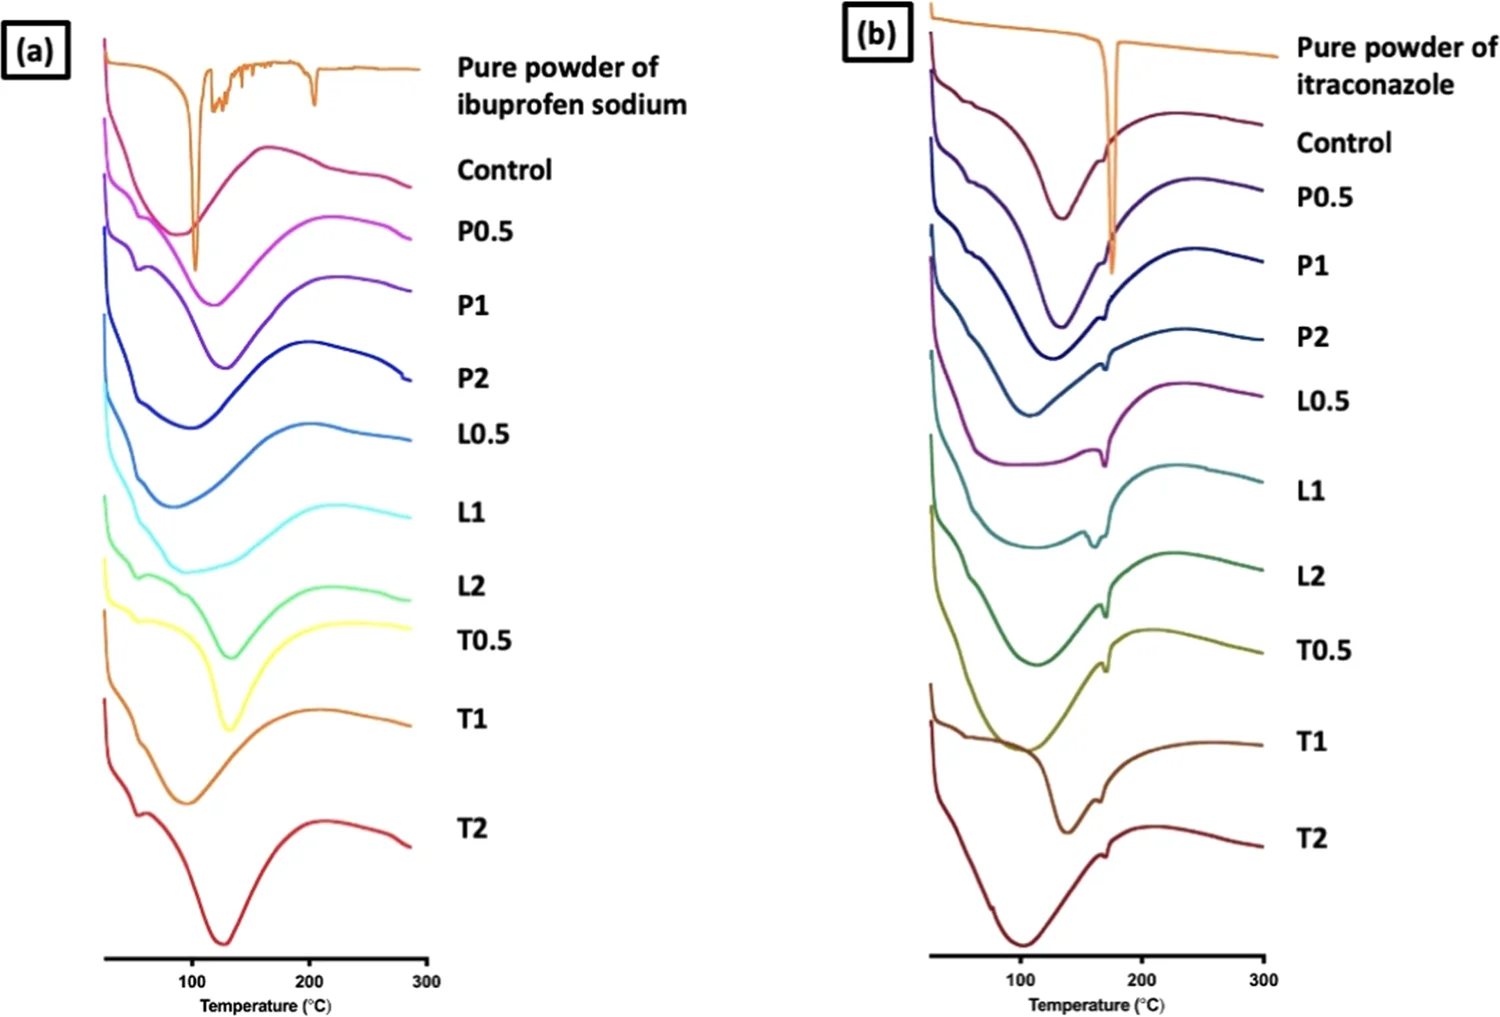 (a)
Pure powder of
ibuprofen sodium
Control
P0.5
P1
P2
L0.5
L1
L2
T0.5
T1
T2
100
200
300
Temperature (°C)
(b)
Pure powder of
itraconazole
Control
P0.5
P1
P2
L0.5
L1
L2
T0.5
T1
T2
100
200
300
Temperature (°C)